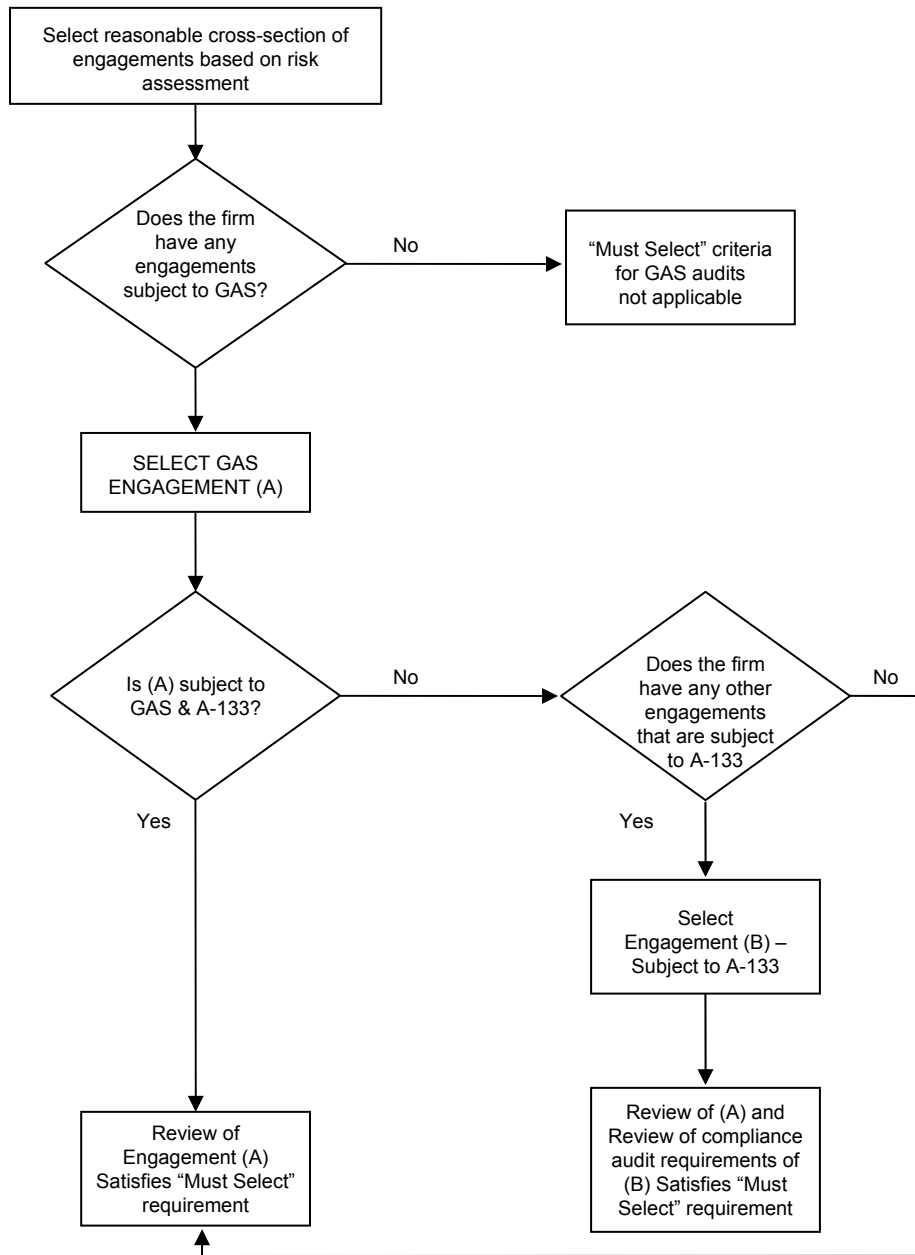 Select reasonable cross-section of
engagements based on risk
assessment
Does the firm
have any
engagements
subject to GAS?
No
“Must Select” criteria
for GAS audits
not applicable
SELECT GAS
ENGAGEMENT (A)
Is (A) subject to
GAS & A-133?
No
Does the firm
have any other
engagements
that are subject
to A-133
No
Yes
Yes
Select
Engagement (B) –
Subject to A-133
Review of
Engagement (A)
Satisfies “Must Select”
requirement
Review of (A) and
Review of compliance
audit requirements of
(B) Satisfies “Must
Select” requirement